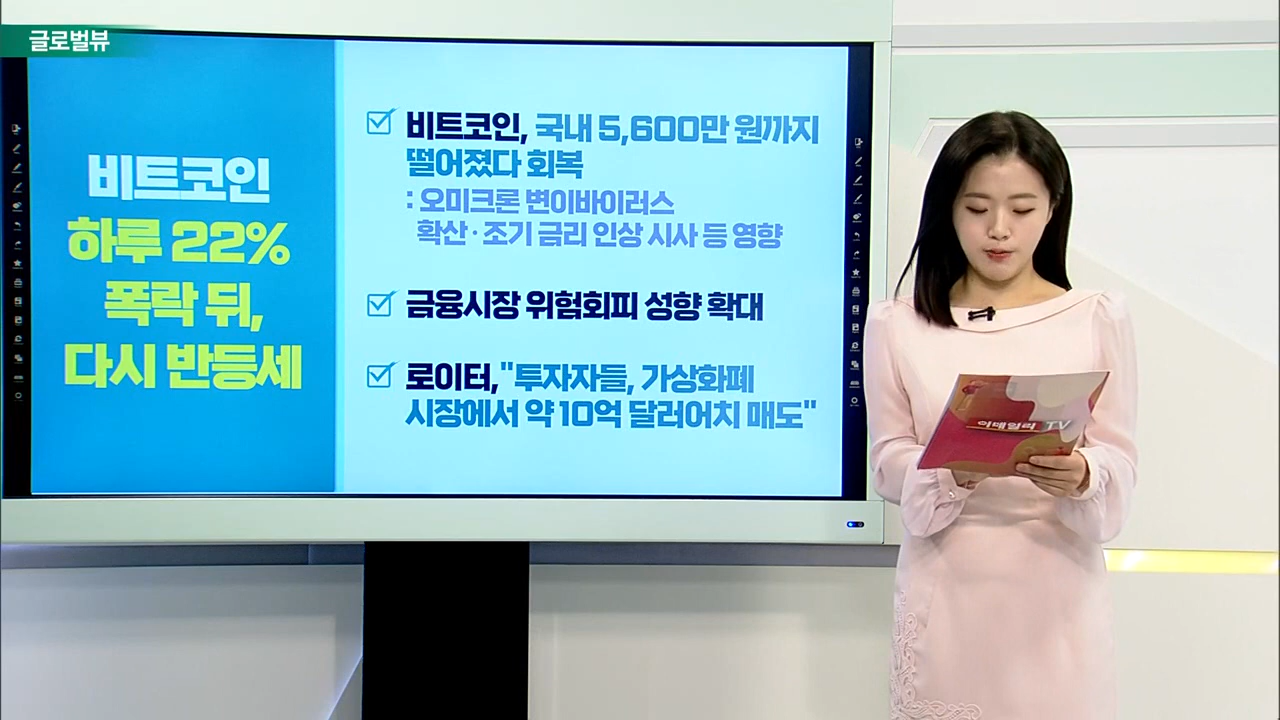 글로벌뷰
비트코인
하루 22%
폭락 뒤,
다시 반등세
비트코인, 국내 5,600만 원까지
떨어졌다 회복
: 오미크론 변이바이러스
확산·조기 금리 인상 시사 등 영향
금융시장 위험회피 성향 확대
로이터, "투자자들, 가상화폐
시장에서 약 10억 달러어치 매도"
이데일리 TV